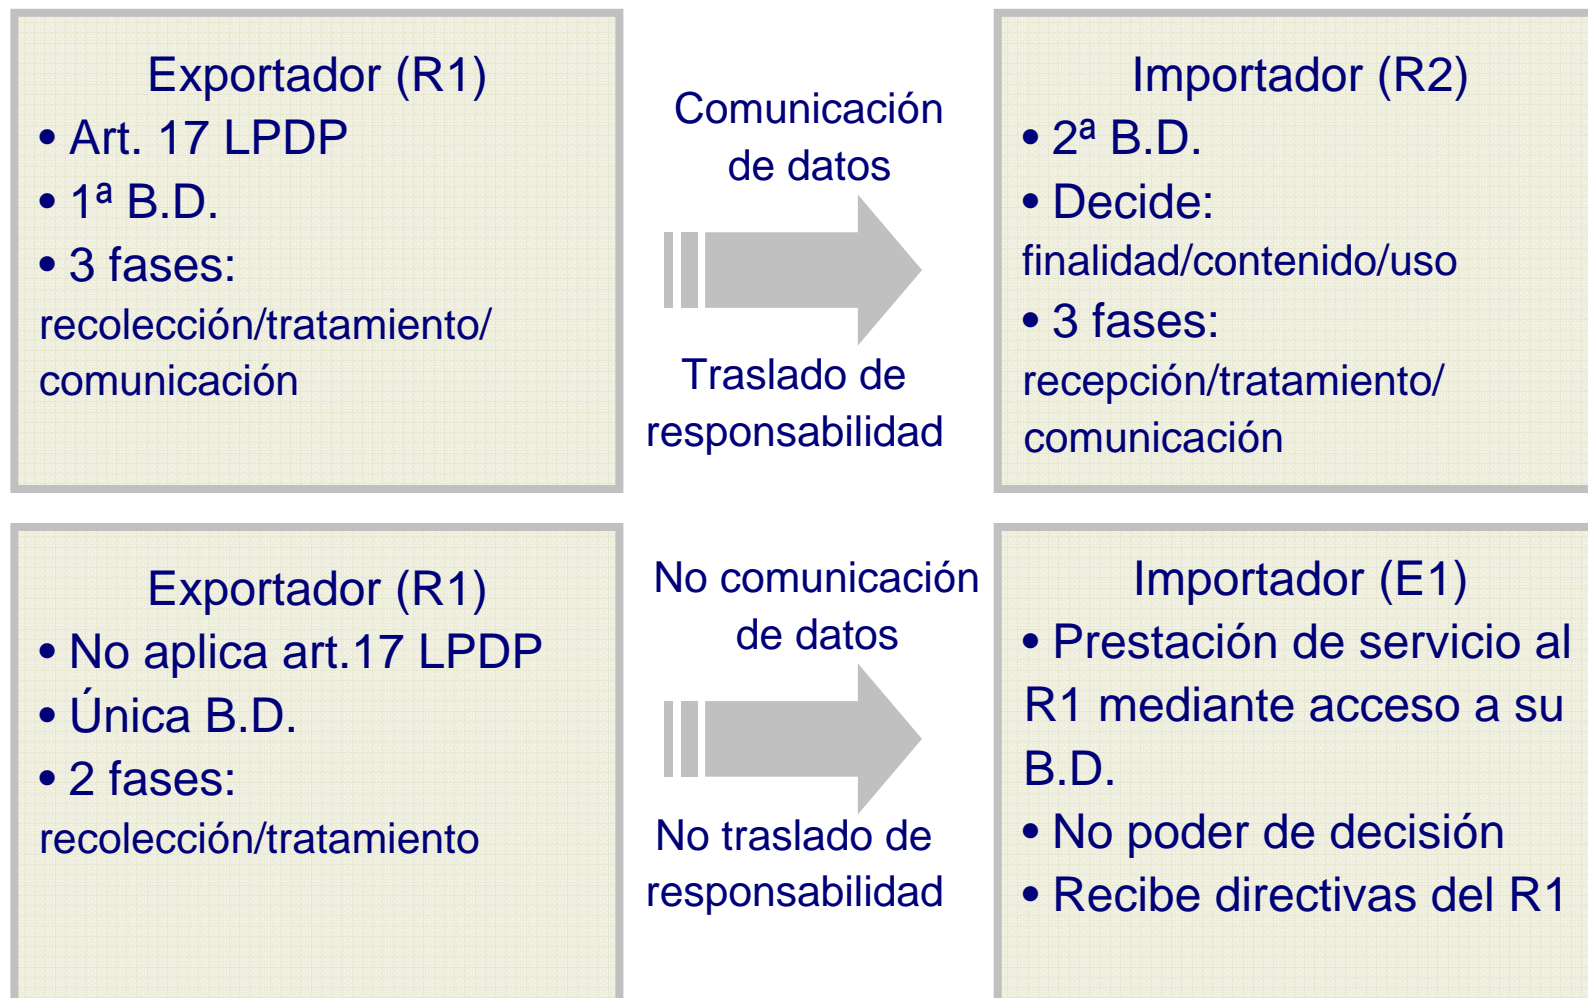 Exportador (R1)
• Art. 17 LPDP
• 1ª B.D.
• 3 fases:
recolección/tratamiento/
comunicación
Comunicación
de datos
Traslado de
responsabilidad
Importador (R2)
• 2ª B.D.
• Decide:
finalidad/contenido/uso
• 3 fases:
recepción/tratamiento/
comunicación
Exportador (R1)
• No aplica art.17 LPDP
• Única B.D.
• 2 fases:
recolección/tratamiento
No comunicación
de datos
No traslado de
responsabilidad
Importador (E1)
• Prestación de servicio al
R1 mediante acceso a su
B.D.
• No poder de decisión
• Recibe directivas del R1